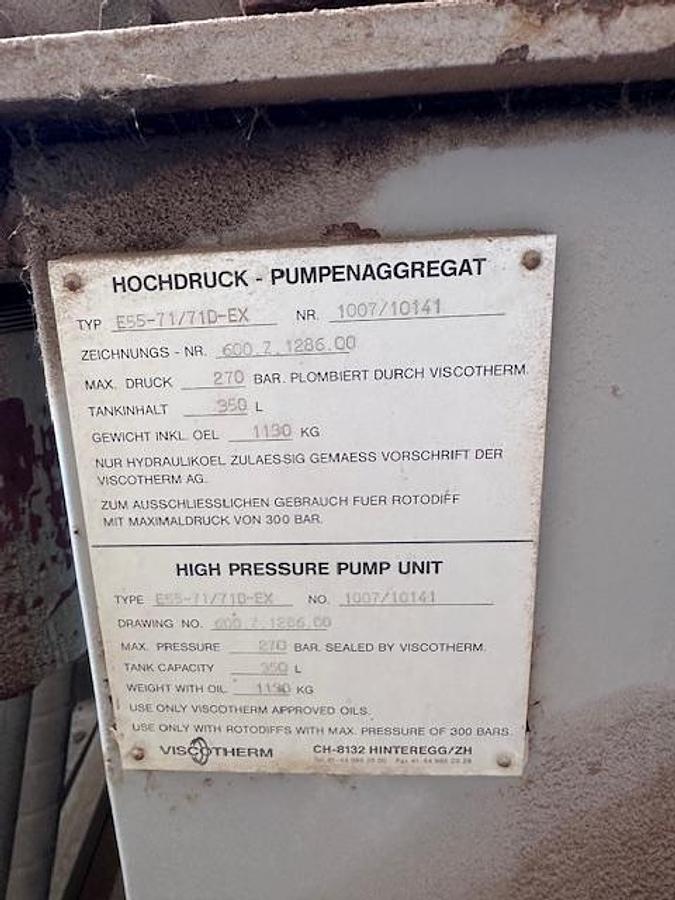 HOCHDRUCK - PUMPENAGGREGAT
TYP E55-71/71D-EX NR. 1007/10141
ZEICHNUNGS - NR. 600.7.1286.00
MAX. DRUCK 270 BAR. PLOMBIERT DURCH VISCOTHERM.
TANKINHALT 350 L
GEWICHT INKL. OEL 1130 KG
NUR HYDRAULIKOEL ZULAESSIG GEMAESS VORSCHRIFT DER
VISCOTHERM AG.
ZUM AUSSCHLIESSLICHEN GEBRAUCH FUER ROTODIFF
MIT MAXIMALDRUCK VON 300 BAR.
HIGH PRESSURE PUMP UNIT
TYPE E55-71/71D-EX NO. 1007/10141
DRAWING NO. 600.7.1286.00
MAX. PRESSURE 270 BAR. SEALED BY VISCOTHERM.
TANK CAPACITY 350 L
WEIGHT WITH OIL 1130 KG
USE ONLY VISCOTHERM APPROVED OILS.
USE ONLY WITH ROTODIFFS WITH MAX. PRESSURE OF 300 BARS.
VISCOTHERM CH-8132 HINTEREGG/ZH